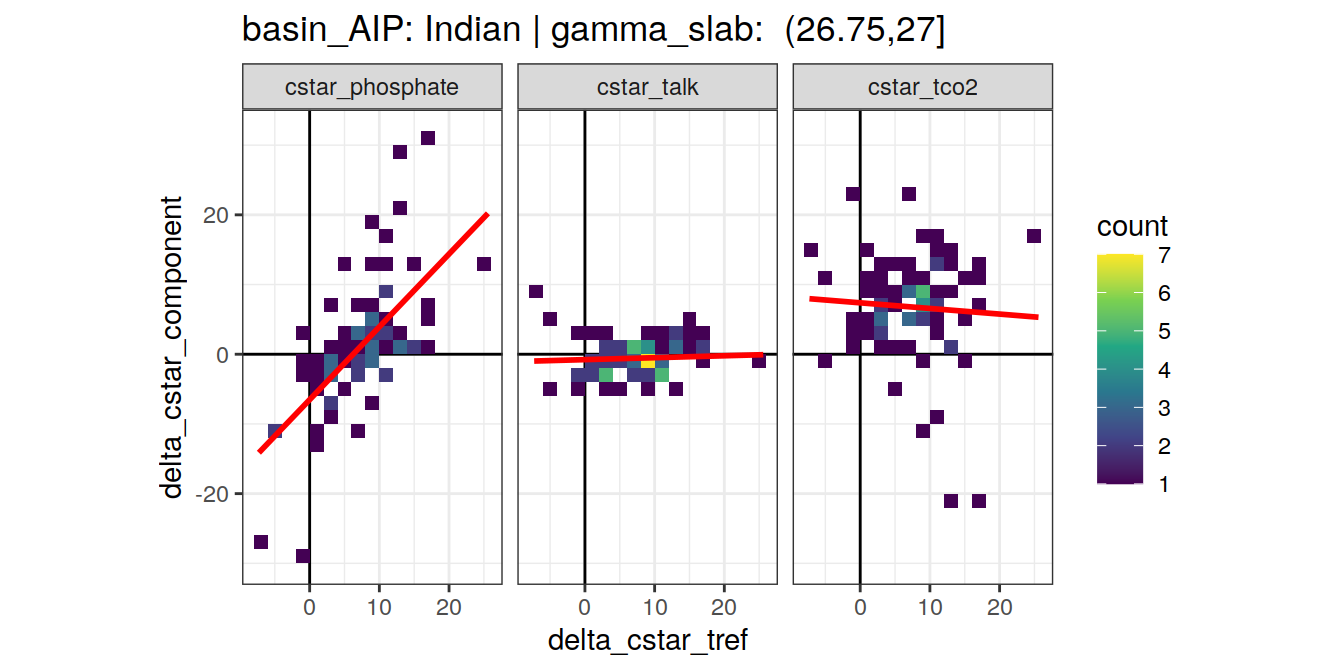 basin_AIP: Indian | gamma_slab:  (26.75,27]
cstar_phosphate
cstar_talk
cstar_tco2
delta_cstar_component
20
0
-20
0
10
20
0
10
20
0
10
20
delta_cstar_tref
count
7
6
5
4
3
2
1